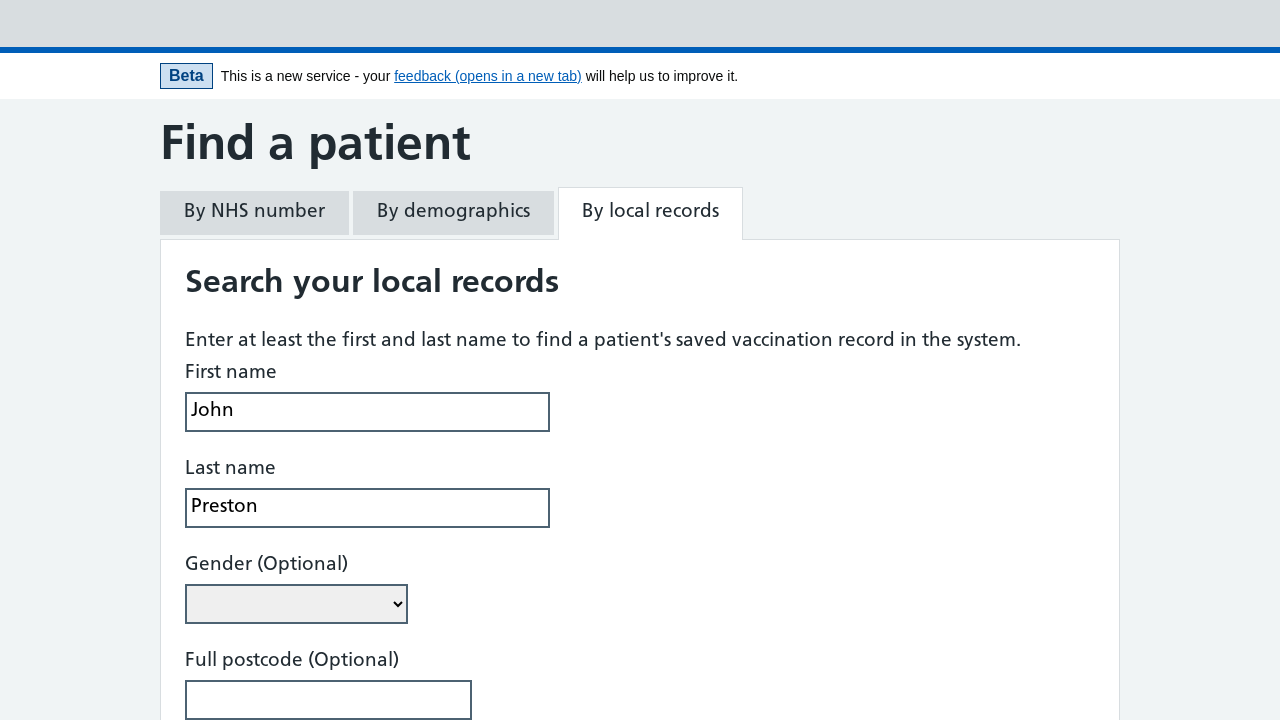 Beta This is a new service - your feedback (opens in a new tab) will help us to improve it.
Find a patient
By NHS number By demographics By local records
Search your local records
Enter at least the first and last name to find a patient's saved vaccination record in the system.
First name
John
Last name
Preston
Gender (Optional)
Full postcode (Optional)